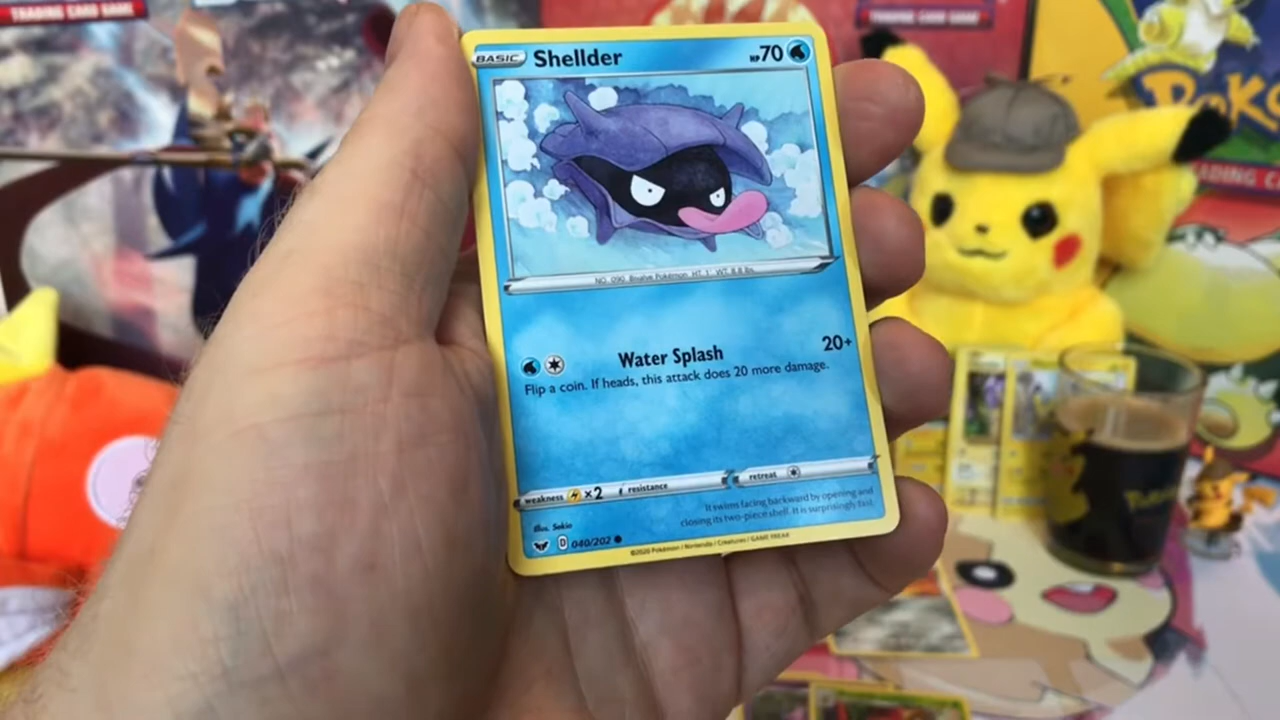 TRADING CARD GAME
TRADING CARD GAME
BASIC Shellder HP70
NO. 090 Bivalve Pokémon HT. 1' WT. 8.8 lbs.
Water Splash 20+
Flip a coin. If heads, this attack does 20 more damage.
weakness ×2 resistance retreat
It swims facing backward by opening and
closing its two-piece shell. It is surprisingly fast.
Illus. Sekio
D 040/202
©2020 Pokémon / Nintendo / Creatures / GAME FREAK